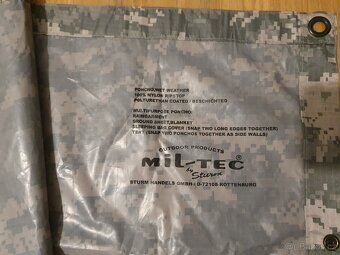 PONCHO,WET WEATHER
100% NYLON RIPSTOP
POLYURETHAN COATED / BESCHICHTET
MULTIPURPOSE PONCHO:
RAINGARMENT
GROUND SHEET,BLANKET
SLEEPING BAG COVER (SNAP TWO LONG EDGES TOGETHER)
TENT (SNAP TWO PONCHOS TOGETHER AS SIDE WALLS)
OUTDOOR PRODUCTS
MIL-TEC
by Sturm
STURM HANDELS GMBH · D-72108 ROTTENBURG